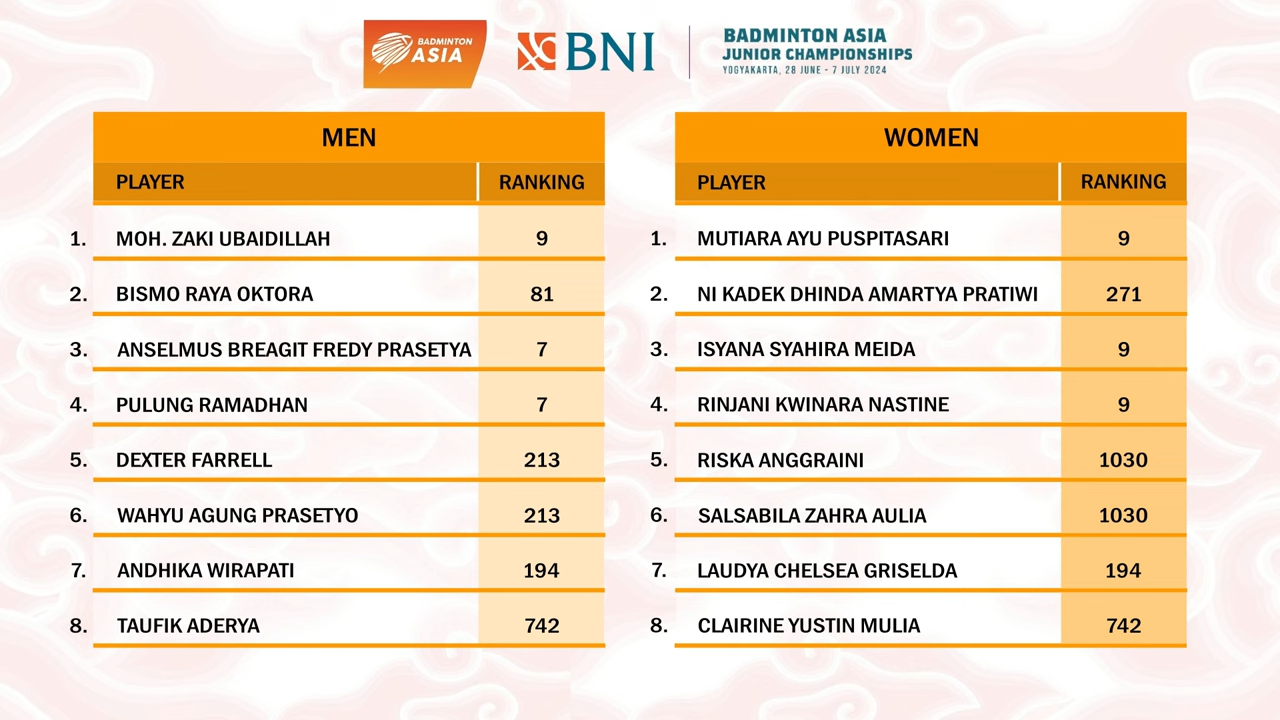 BADMINTON
ASIA
BNI
BADMINTON ASIA
JUNIOR CHAMPIONSHIPS
YOGYAKARTA, 28 JUNE - 7 JULY 2024
MEN
PLAYER RANKING
1. MOH. ZAKI UBAIDILLAH 9
2. BISMO RAYA OKTORA 81
3. ANSELMUS BREAGIT FREDY PRASETYA 7
4. PULUNG RAMADHAN 7
5. DEXTER FARRELL 213
6. WAHYU AGUNG PRASETYO 213
7. ANDHIKA WIRAPATI 194
8. TAUFIK ADERYA 742
WOMEN
PLAYER RANKING
1. MUTIARA AYU PUSPITASARI 9
2. NI KADEK DHINDA AMARTYA PRATIWI 271
3. ISYANA SYAHIRA MEIDA 9
4. RINJANI KWINARA NASTINE 9
5. RISKA ANGGRAINI 1030
6. SALSABILA ZAHRA AULIA 1030
7. LAUDYA CHELSEA GRISELDA 194
8. CLAIRINE YUSTIN MULIA 742